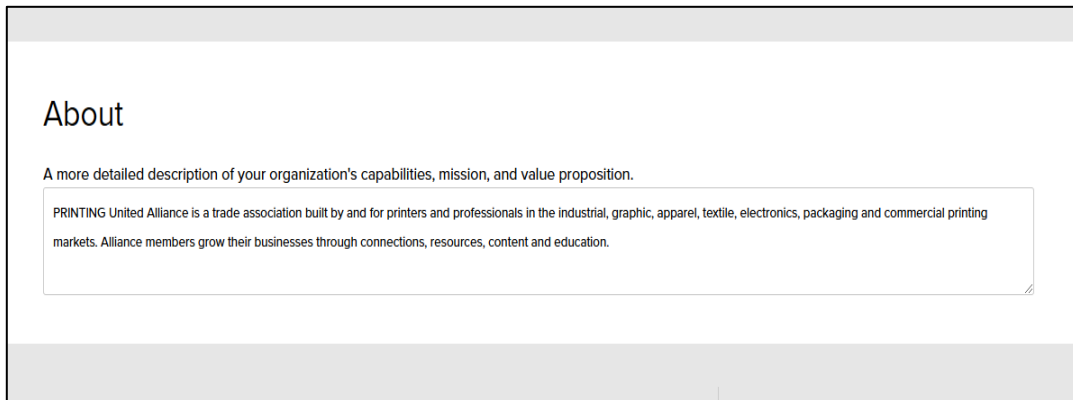 About
A more detailed description of your organization's capabilities, mission, and value proposition.
PRINTING United Alliance is a trade association built by and for printers and professionals in the industrial, graphic, apparel, textile, electronics, packaging and commercial printing
markets. Alliance members grow their businesses through connections, resources, content and education.